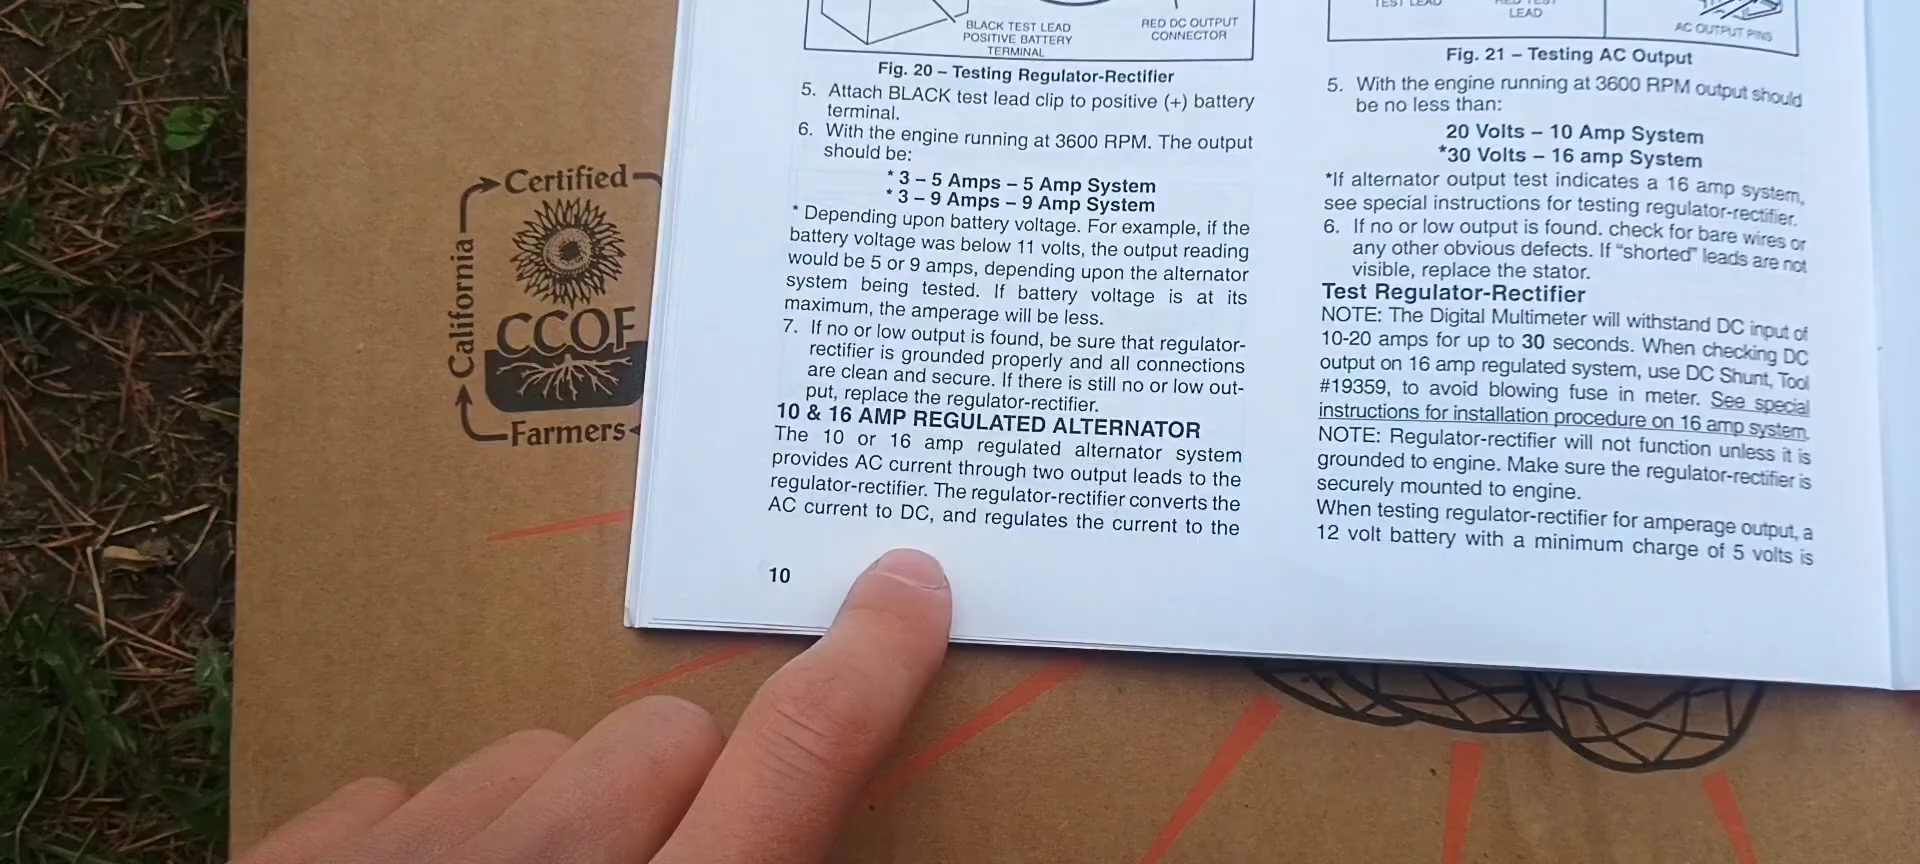 Certified
California
CCOF
Farmers
BLACK TEST LEAD
POSITIVE BATTERY
TERMINAL
RED DC OUTPUT
CONNECTOR
Fig. 20 – Testing Regulator-Rectifier
5. Attach BLACK test lead clip to positive (+) battery
terminal.
6. With the engine running at 3600 RPM. The output
should be:
* 3 – 5 Amps – 5 Amp System
* 3 – 9 Amps – 9 Amp System
* Depending upon battery voltage. For example, if the
battery voltage was below 11 volts, the output reading
would be 5 or 9 amps, depending upon the alternator
system being tested. If battery voltage is at its
maximum, the amperage will be less.
7. If no or low output is found, be sure that regulator-
rectifier is grounded properly and all connections
are clean and secure. If there is still no or low out-
put, replace the regulator-rectifier.
10 & 16 AMP REGULATED ALTERNATOR
The 10 or 16 amp regulated alternator system
provides AC current through two output leads to the
regulator-rectifier. The regulator-rectifier converts the
AC current to DC, and regulates the current to the
10
TEST LEAD
RED TEST
LEAD
AC OUTPUT PINS
Fig. 21 – Testing AC Output
5. With the engine running at 3600 RPM output should
be no less than:
20 Volts – 10 Amp System
*30 Volts – 16 amp System
*If alternator output test indicates a 16 amp system,
see special instructions for testing regulator-rectifier.
6. If no or low output is found. check for bare wires or
any other obvious defects. If “shorted” leads are not
visible, replace the stator.
Test Regulator-Rectifier
NOTE: The Digital Multimeter will withstand DC input of
10-20 amps for up to 30 seconds. When checking DC
output on 16 amp regulated system, use DC Shunt, Tool
#19359, to avoid blowing fuse in meter. See special
instructions for installation procedure on 16 amp system.
NOTE: Regulator-rectifier will not function unless it is
grounded to engine. Make sure the regulator-rectifier is
securely mounted to engine.
When testing regulator-rectifier for amperage output, a
12 volt battery with a minimum charge of 5 volts is